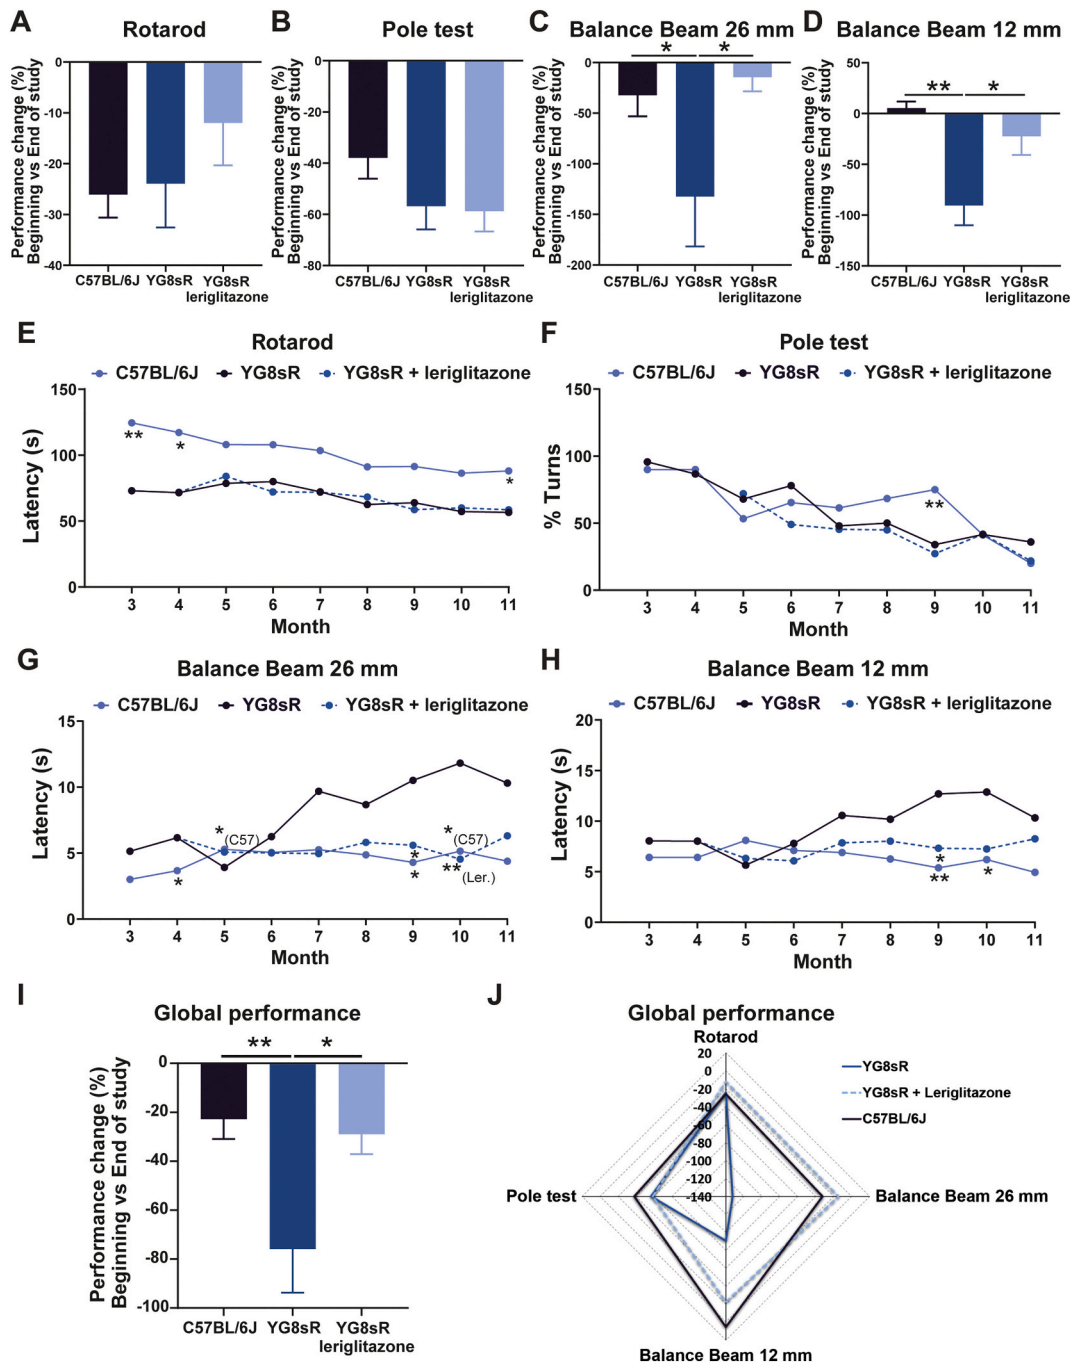 A
Rotarod
Performance change (%)
Beginning vs End of study
0
-10
-20
-30
-40
C57BL/6J YG8sR YG8sR
leriglitazone
B
Pole test
Performance change (%)
Beginning vs End of study
0
-20
-40
-60
-80
C57BL/6J YG8sR YG8sR
leriglitazone
C
Balance Beam 26 mm
* *
Performance change (%)
Beginning vs End of study
0
-50
-100
-150
-200
C57BL/6J YG8sR YG8sR
leriglitazone
D
Balance Beam 12 mm
** *
Performance change (%)
Beginning vs End of study
50
0
-50
-100
-150
C57BL/6J YG8sR YG8sR
leriglitazone
E
Rotarod
C57BL/6J YG8sR YG8sR + leriglitazone
Latency (s)
150
100
50
0
** * *
3 4 5 6 7 8 9 10 11
Month
F
Pole test
C57BL/6J YG8sR YG8sR + leriglitazone
% Turns
150
100
50
0
**
3 4 5 6 7 8 9 10 11
Month
G
Balance Beam 26 mm
C57BL/6J YG8sR YG8sR + leriglitazone
Latency (s)
15
10
5
0
* (C57) * (C57)
*
* * ** (Ler.)
3 4 5 6 7 8 9 10 11
Month
H
Balance Beam 12 mm
C57BL/6J YG8sR YG8sR + leriglitazone
Latency (s)
20
15
10
5
0
*
** *
3 4 5 6 7 8 9 10 11
Month
I
Global performance
** *
Performance change (%)
Beginning vs End of study
0
-20
-40
-60
-80
-100
C57BL/6J YG8sR YG8sR
leriglitazone
J
Global performance
Rotarod
20
0
-20
-40
-60
-80
-100
-120
-140
YG8sR
YG8sR + Leriglitazone
C57BL/6J
Pole test
Balance Beam 26 mm
Balance Beam 12 mm